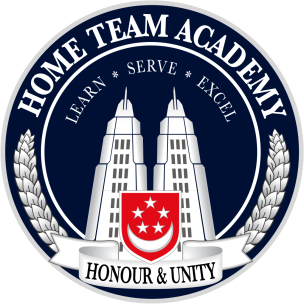 HOME TEAM ACADEMY
LEARN * SERVE * EXCEL
HONOUR & UNITY